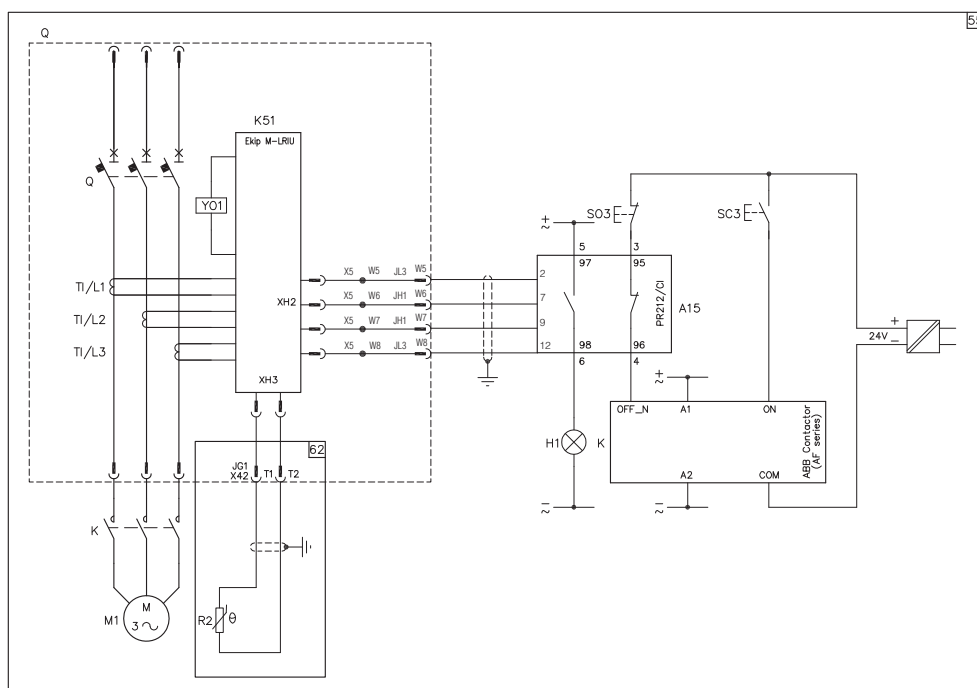 55
Q
K51
Ekip M-LRIU
Q
YO1
SO3
SC3
+
~
5
3
97
95
X5 W5 JL3 W5
2
TI/L1
X5 W6 JH1 W6
7
XH2
PR212/CI
A15
TI/L2
X5 W7 JH1 W7
9
+
24V
–
TI/L3
X5 W8 JL3 W8
12
98
96
6
4
XH3
+
~
OFF_N
A1
ON
62
H1
K
ABB Contactor
(AF series)
JG1
X42
T1
T2
A2
COM
–
~
–
~
K
M1
M
3 ~
R2
θ